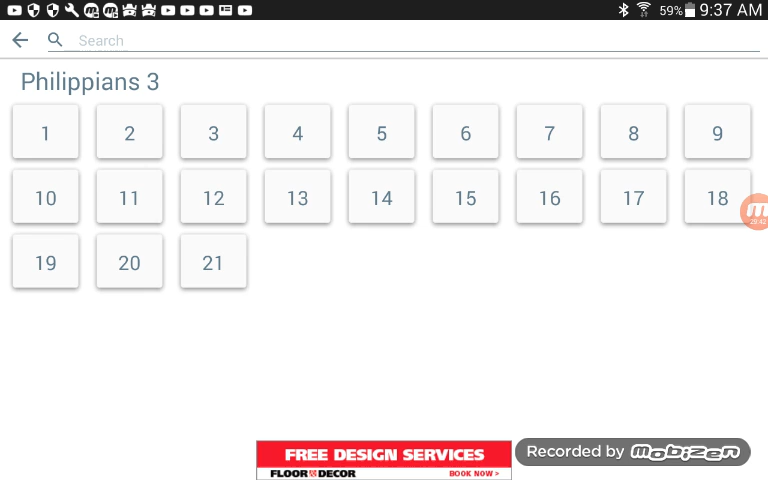 59% 9:37 AM
Search
Philippians 3
1 2 3 4 5 6 7 8 9
10 11 12 13 14 15 16 17 18
19 20 21
FREE DESIGN SERVICES
FLOOR DECOR BOOK NOW >
Recorded by mobizen